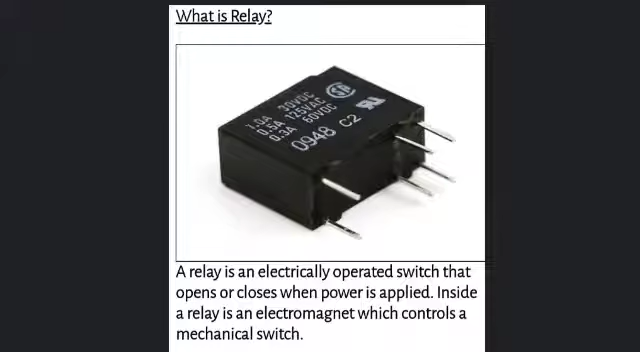 What is Relay?
1.0A 30VDC
0.5A 125VAC
0.3A 60VDC
0948 C2
A relay is an electrically operated switch that
opens or closes when power is applied. Inside
a relay is an electromagnet which controls a
mechanical switch.